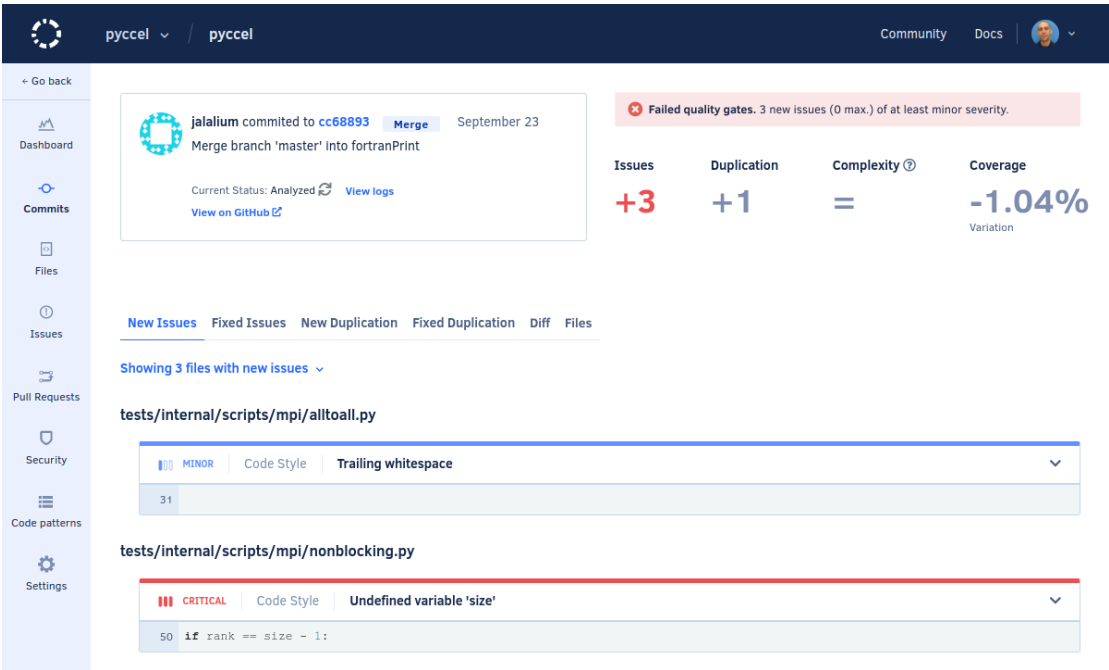 pyccel / pyccel
Community Docs
← Go back
Dashboard
Commits
Files
Issues
Pull Requests
Security
Code patterns
Settings
jalalium commited to cc68893 Merge September 23
Merge branch 'master' into fortranPrint
Current Status: Analyzed View logs
View on GitHub
Failed quality gates. 3 new issues (0 max.) of at least minor severity.
Issues Duplication Complexity ? Coverage
+3 +1 = -1.04%
Variation
New Issues Fixed Issues New Duplication Fixed Duplication Diff Files
Showing 3 files with new issues
tests/internal/scripts/mpi/alltoall.py
MINOR Code Style Trailing whitespace
31
tests/internal/scripts/mpi/nonblocking.py
CRITICAL Code Style Undefined variable 'size'
50 if rank == size - 1: